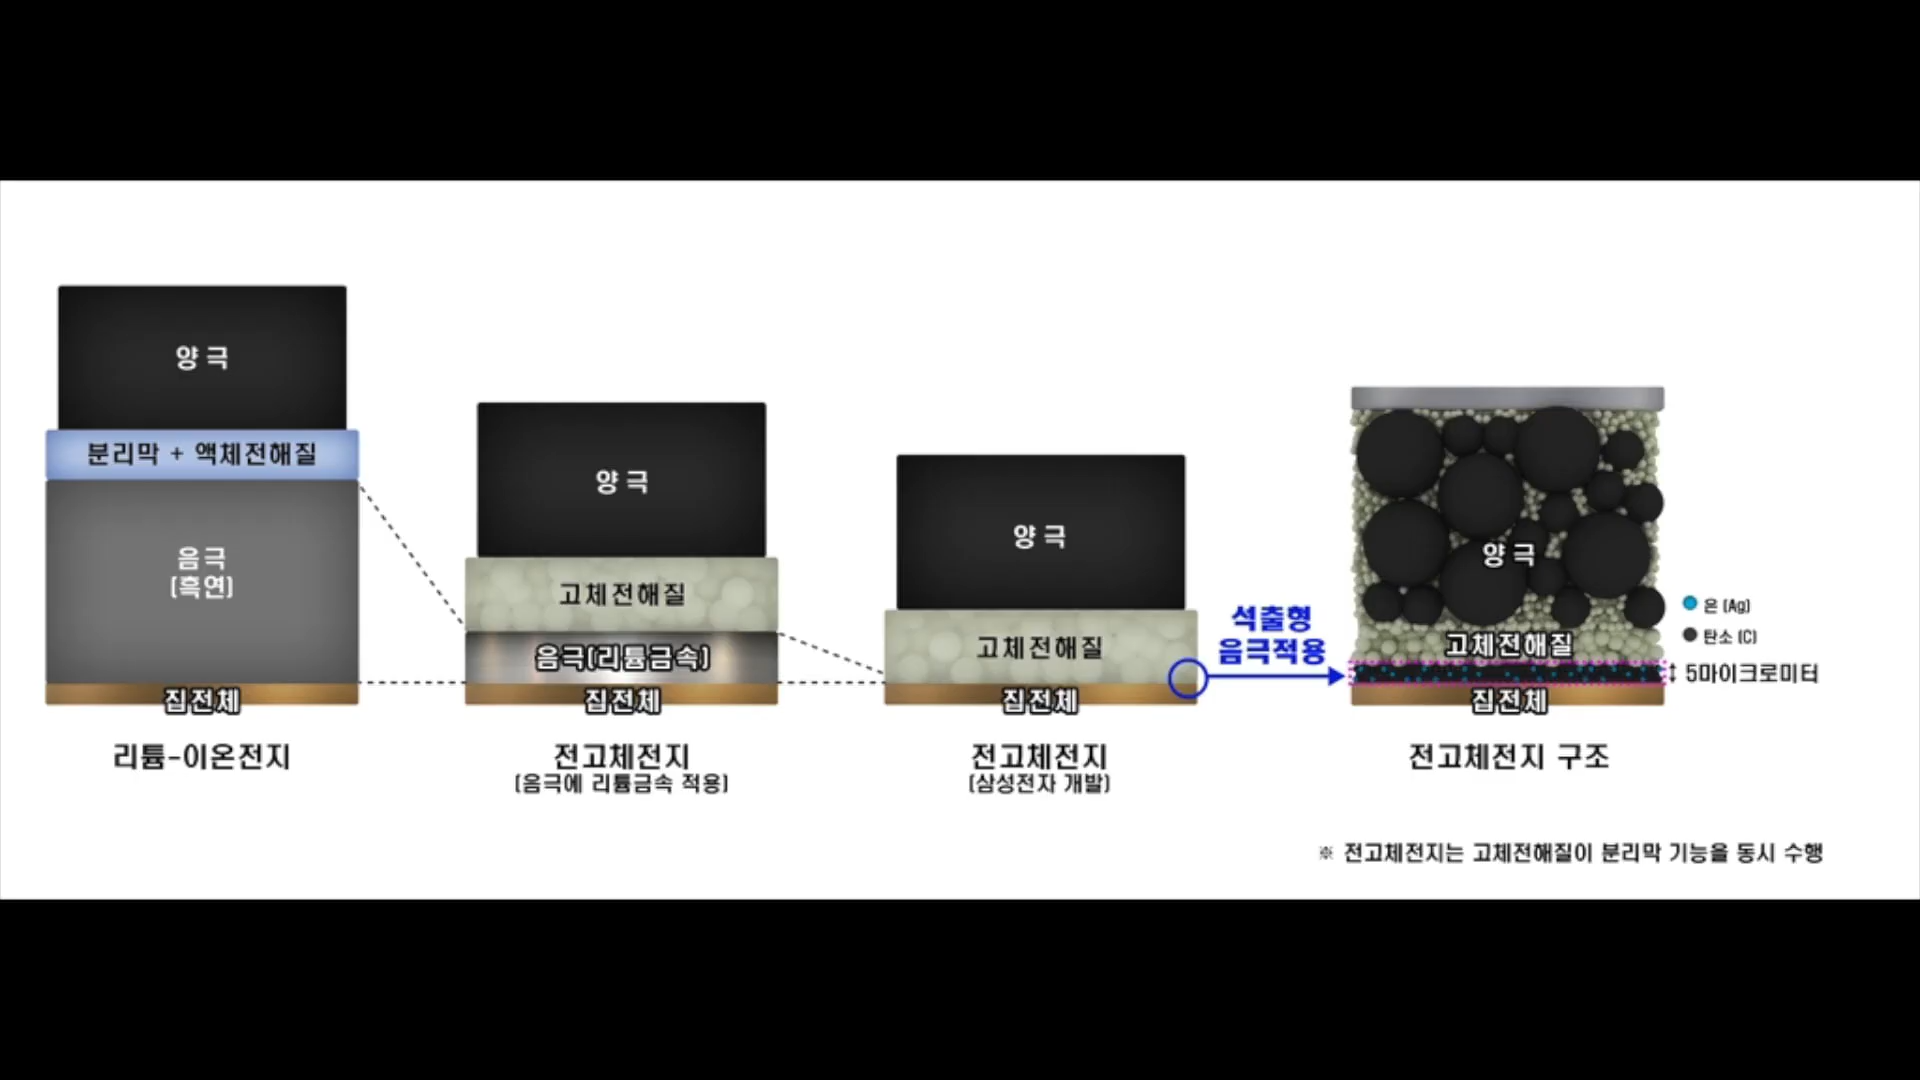 양 극
분리막 + 액체전해질
음극
(흑연)
집전체
리튬-이온전지
양 극
고체전해질
음극(리튬금속)
집전체
전고체전지
(음극에 리튬금속 적용)
양 극
고체전해질
집전체
전고체전지
(삼성전자 개발)
석출형
음극적용
양 극
고체전해질
집전체
은 (Ag)
탄소 (C)
5마이크로미터
전고체전지 구조
※ 전고체전지는 고체전해질이 분리막 기능을 동시 수행